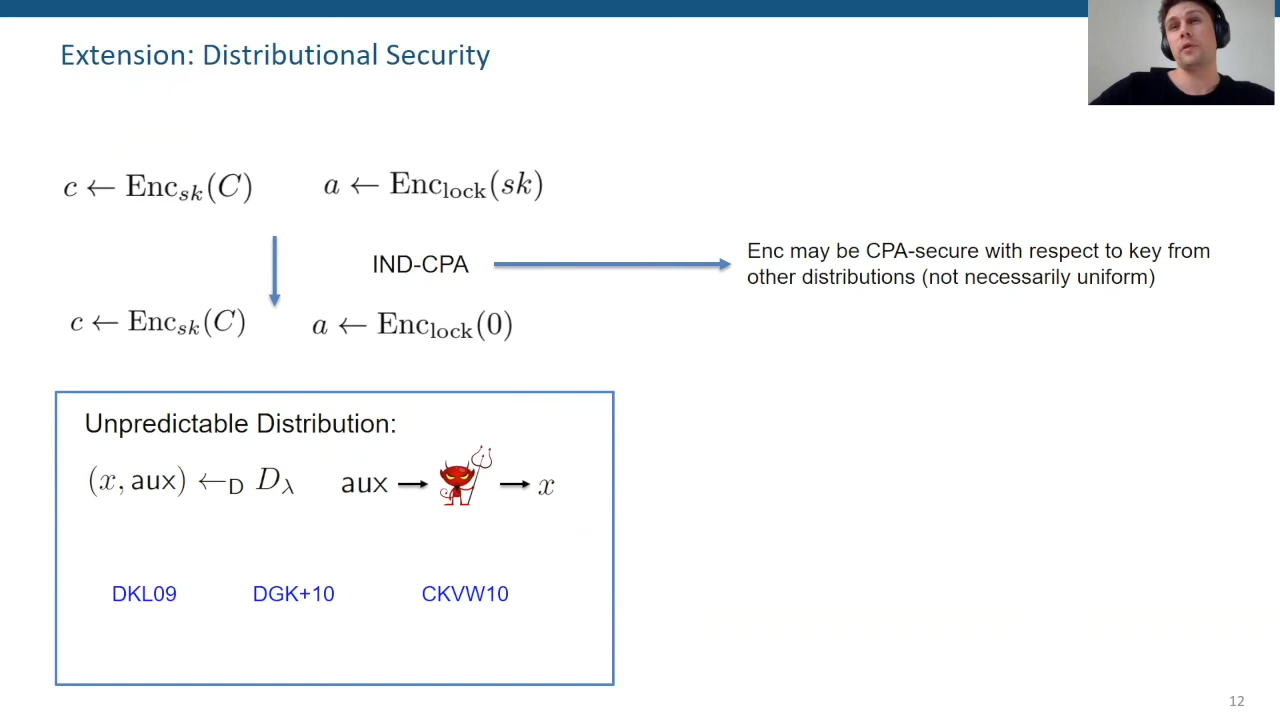 Extension: Distributional Security
c ← Enc_sk(C) a ← Enc_lock(sk)
IND-CPA
Enc may be CPA-secure with respect to key from
other distributions (not necessarily uniform)
c ← Enc_sk(C) a ← Enc_lock(0)
Unpredictable Distribution:
(x, aux) ←_D D_λ aux → → x
DKL09 DGK+10 CKVW10
12